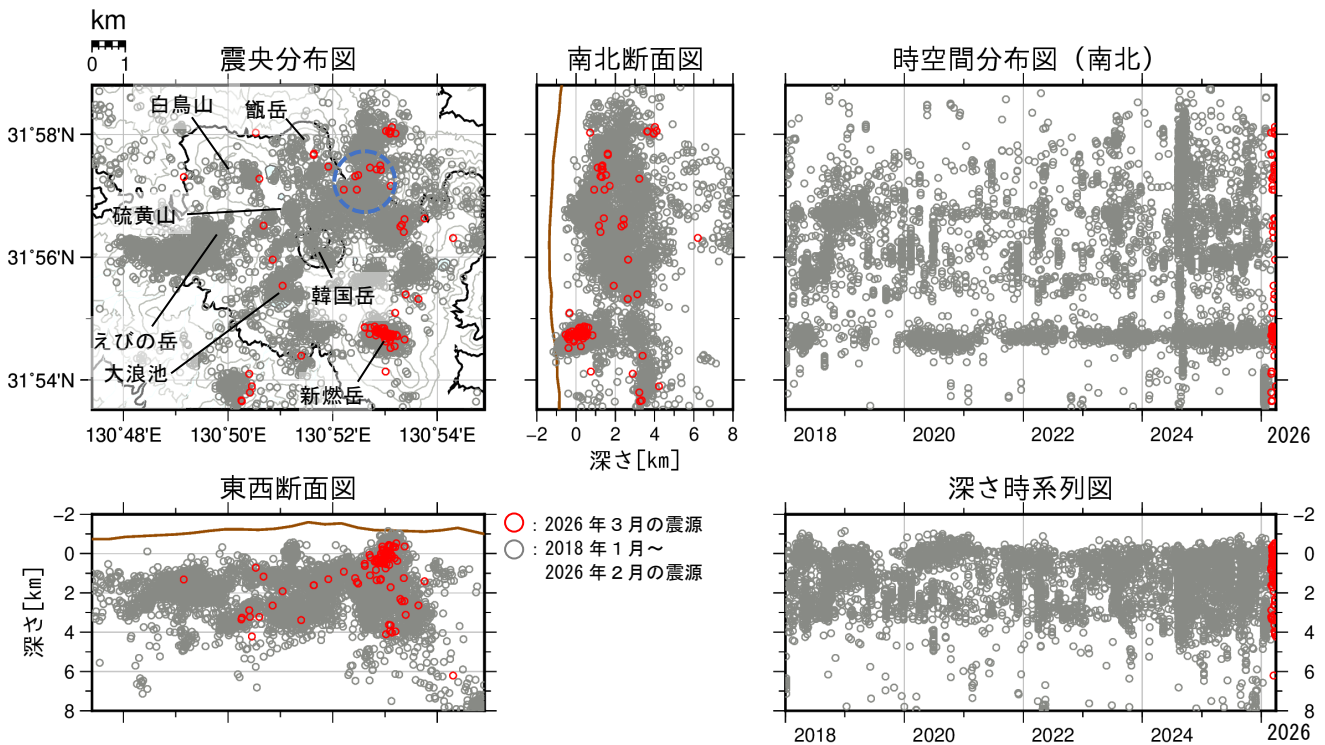 km
0 1
震央分布図
白鳥山
甑岳
硫黄山
韓国岳
えびの岳
大浪池
新燃岳
31°58'N
31°56'N
31°54'N
130°48'E 130°50'E 130°52'E 130°54'E
南北断面図
−2 0 2 4 6 8
深さ[km]
時空間分布図（南北）
2018 2020 2022 2024 2026
東西断面図
−2
0
2
4
6
8
深さ[km]
：2026 年３月の震源
：2018 年１月～
2026 年２月の震源
深さ時系列図
−2
0
2
4
6
8
2018 2020 2022 2024 2026